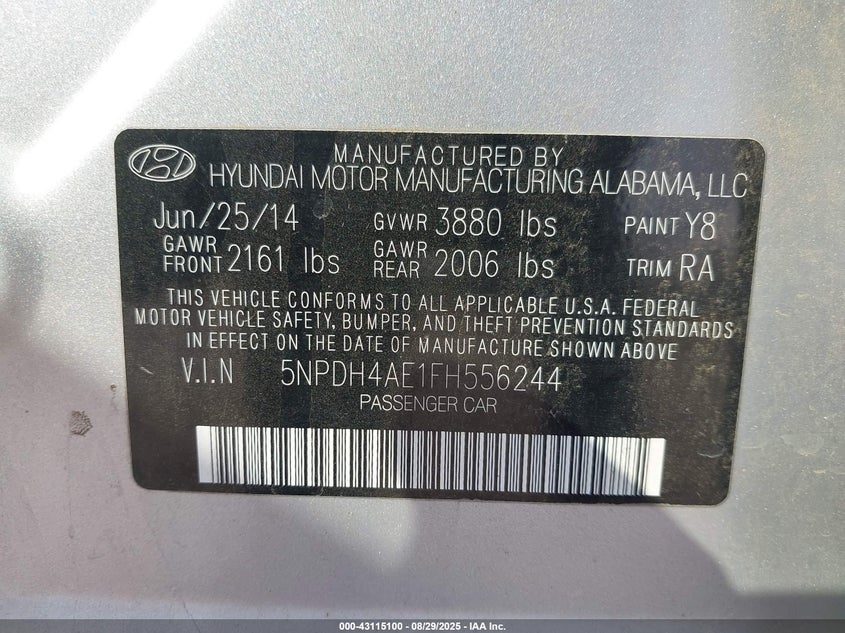 MANUFACTURED BY
HYUNDAI MOTOR MANUFACTURING ALABAMA, LLC
Jun/25/14 GVWR 3880 lbs PAINT Y8
GAWR FRONT 2161 lbs GAWR REAR 2006 lbs TRIM RA
THIS VEHICLE CONFORMS TO ALL APPLICABLE U.S.A. FEDERAL
MOTOR VEHICLE SAFETY, BUMPER, AND THEFT PREVENTION STANDARDS
IN EFFECT ON THE DATE OF MANUFACTURE SHOWN ABOVE
V.I.N 5NPDH4AE1FH556244
PASSENGER CAR
000-43115100 - 08/29/2025 - IAA Inc.